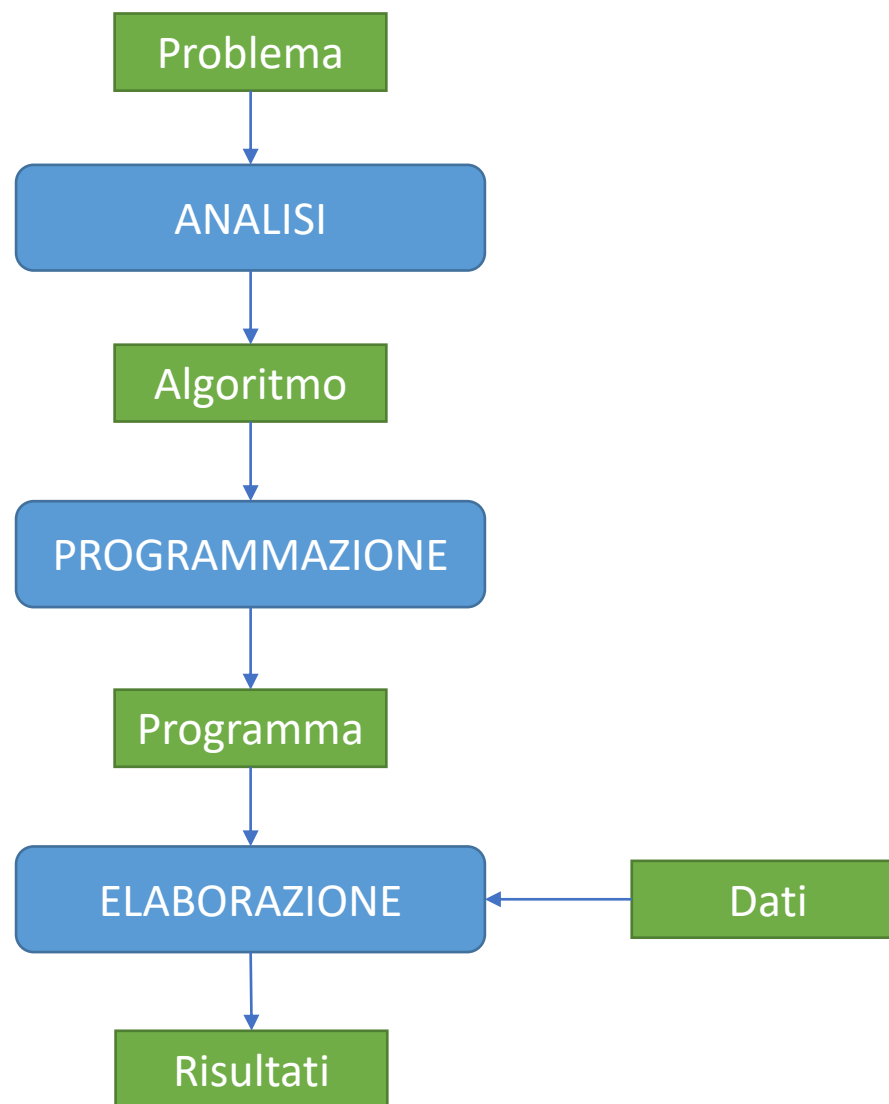 Problema
ANALISI
Algoritmo
PROGRAMMAZIONE
Programma
ELABORAZIONE
Dati
Risultati